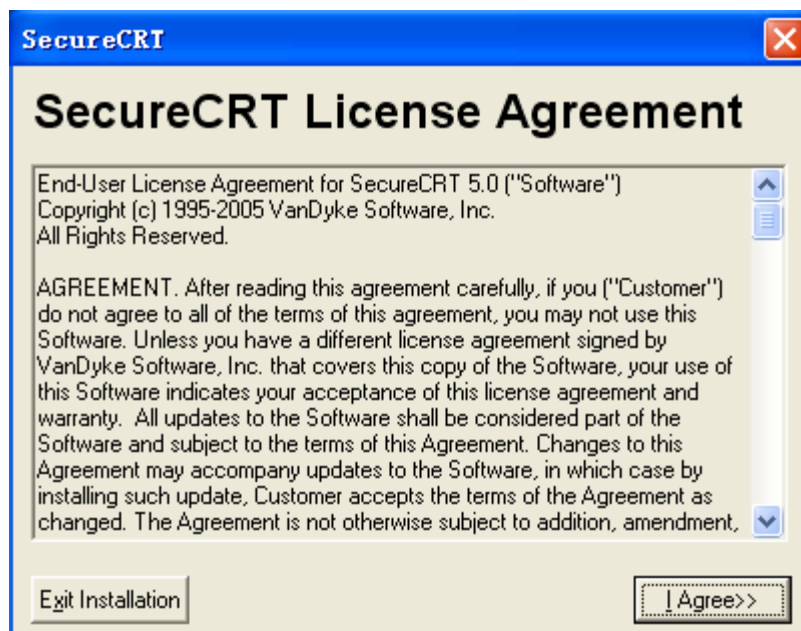 SecureCRT
SecureCRT License Agreement
End-User License Agreement for SecureCRT 5.0 ("Software")
Copyright (c) 1995-2005 VanDyke Software, Inc.
All Rights Reserved.
AGREEMENT. After reading this agreement carefully, if you ("Customer")
do not agree to all of the terms of this agreement, you may not use this
Software. Unless you have a different license agreement signed by
VanDyke Software, Inc. that covers this copy of the Software, your use of
this Software indicates your acceptance of this license agreement and
warranty.  All updates to the Software shall be considered part of the
Software and subject to the terms of this Agreement. Changes to this
Agreement may accompany updates to the Software, in which case by
installing such update, Customer accepts the terms of the Agreement as
changed. The Agreement is not otherwise subject to addition, amendment,
Exit Installation
I Agree>>